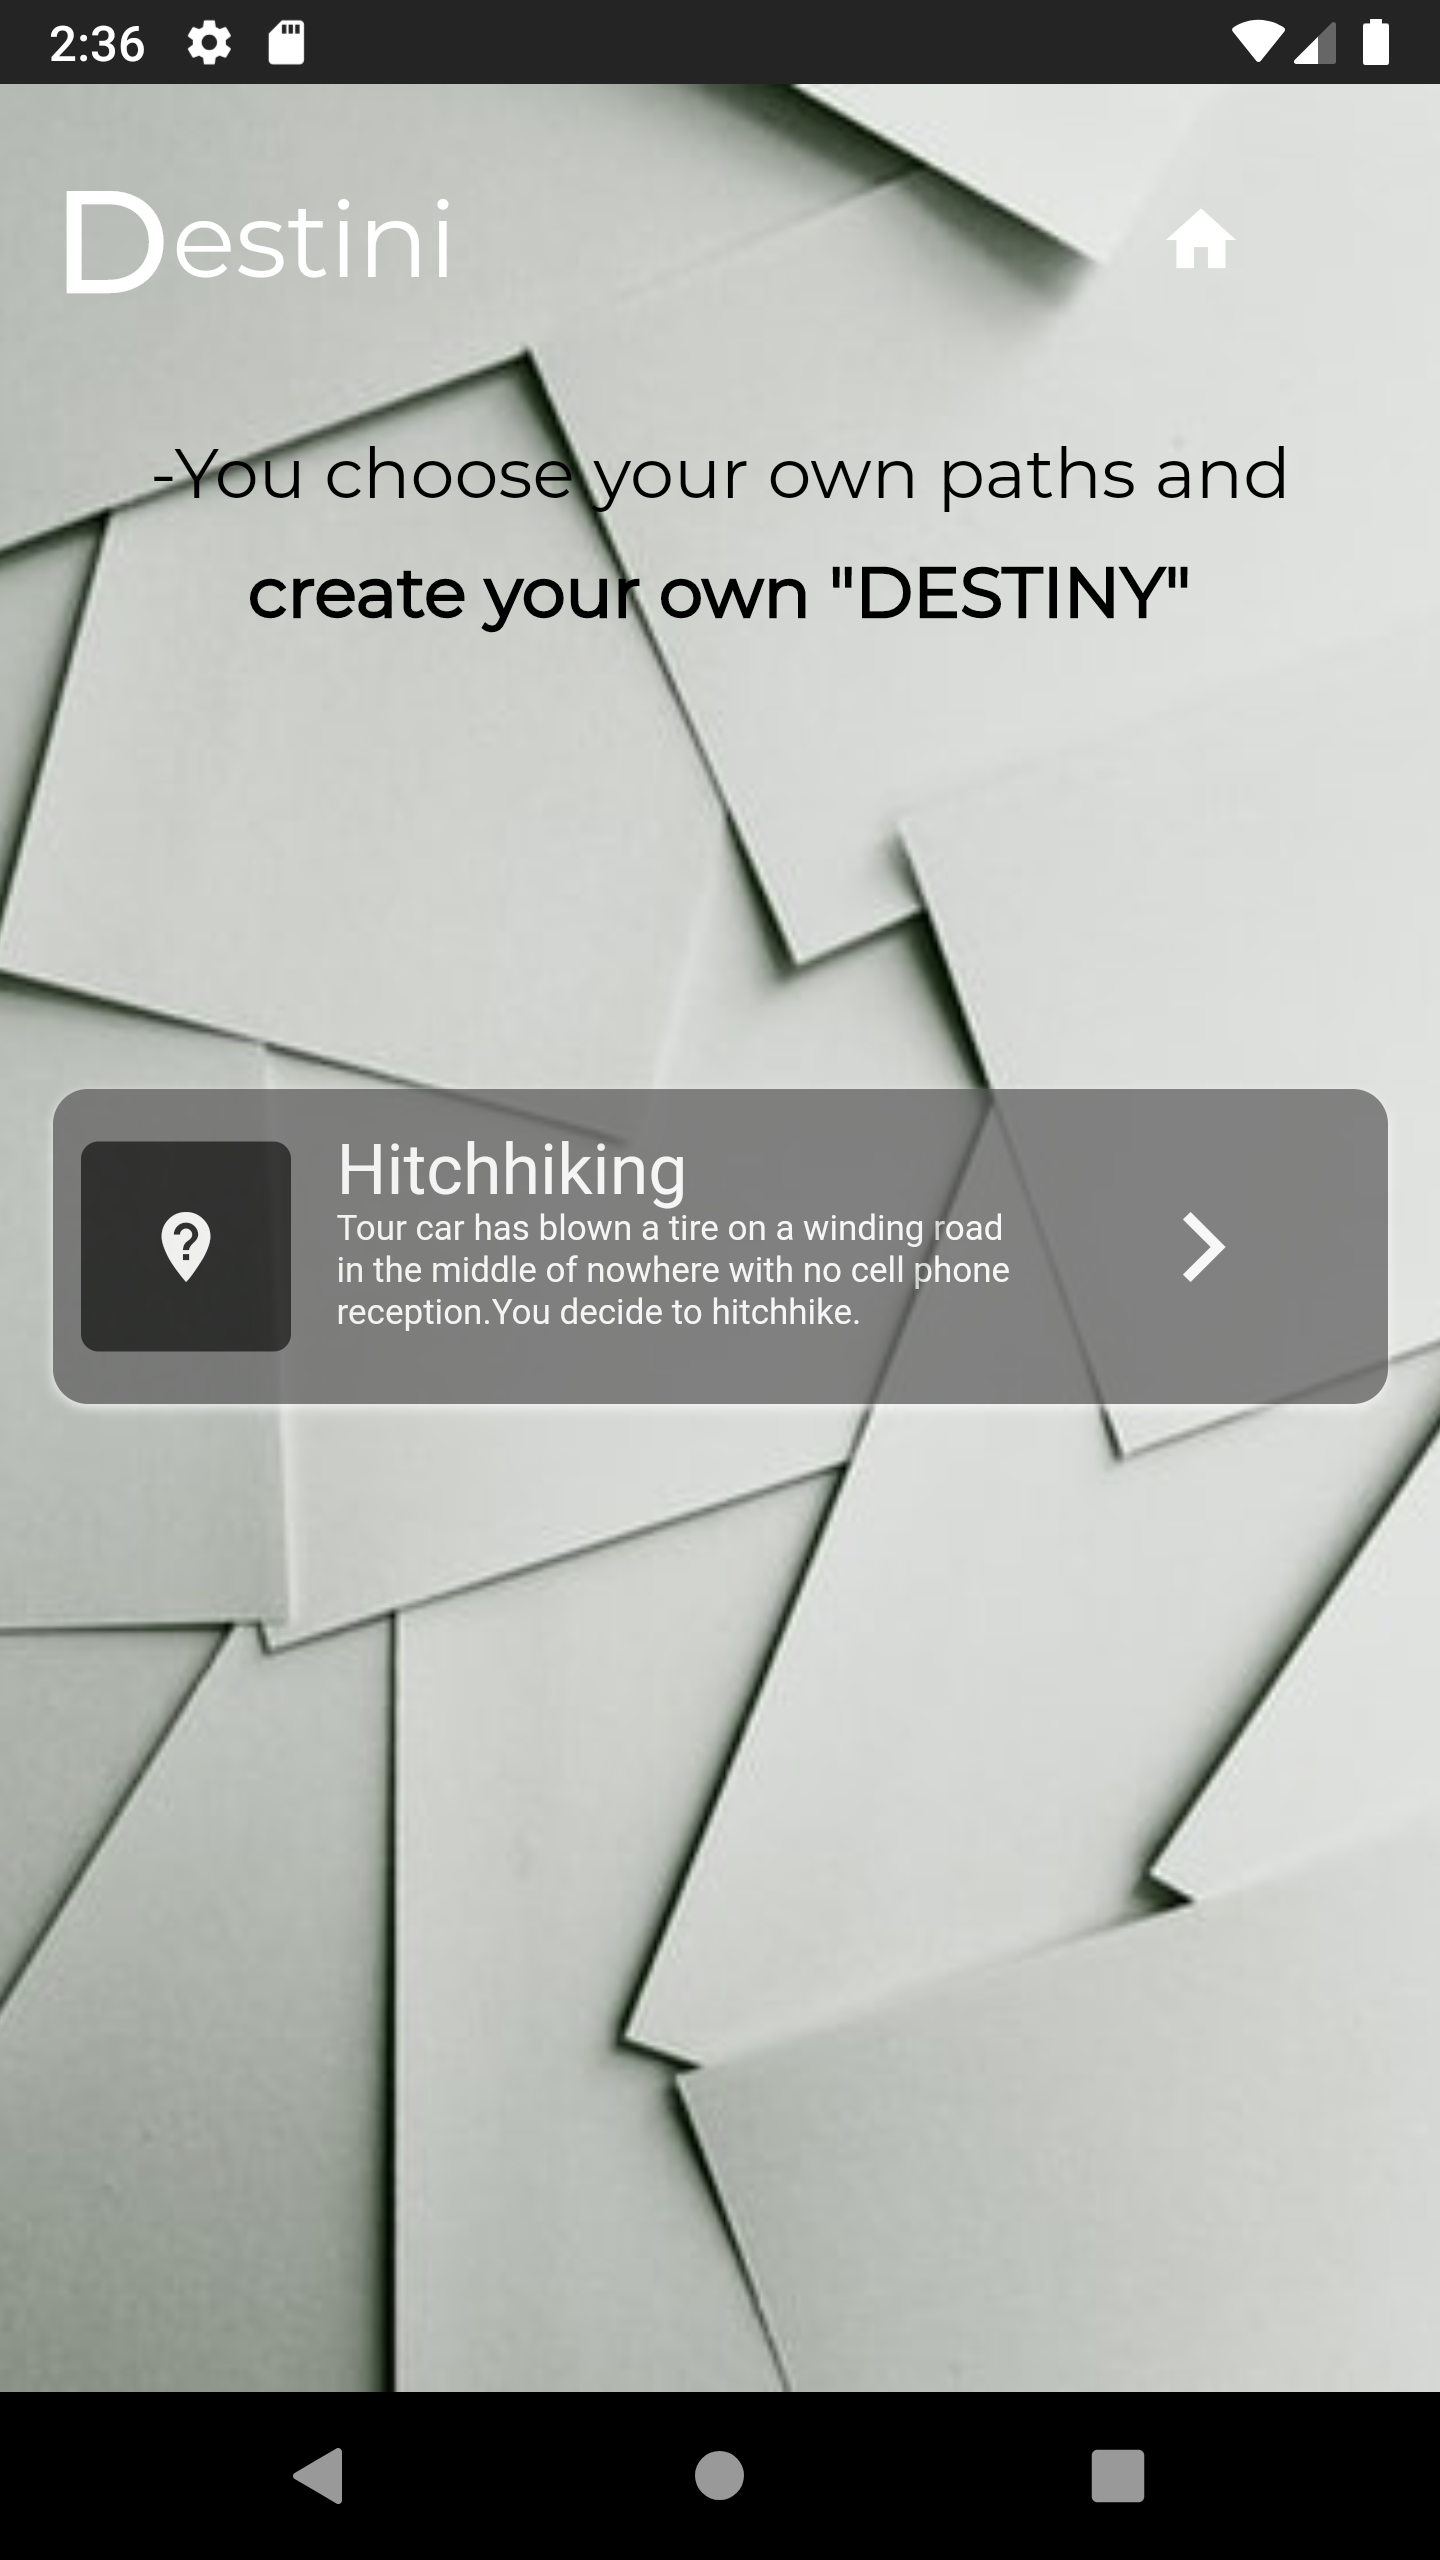 2:36
Destini
-You choose your own paths and
create your own "DESTINY"
Hitchhiking
Tour car has blown a tire on a winding road
in the middle of nowhere with no cell phone
reception.You decide to hitchhike.